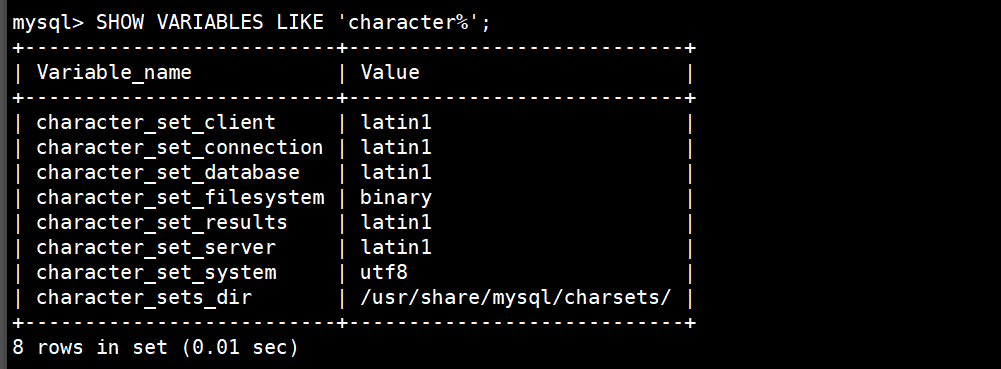 mysql> SHOW VARIABLES LIKE 'character%';
+--------------------------+----------------------------+
| Variable_name            | Value                      |
+--------------------------+----------------------------+
| character_set_client     | latin1                     |
| character_set_connection | latin1                     |
| character_set_database   | latin1                     |
| character_set_filesystem | binary                     |
| character_set_results    | latin1                     |
| character_set_server     | latin1                     |
| character_set_system     | utf8                       |
| character_sets_dir       | /usr/share/mysql/charsets/ |
+--------------------------+----------------------------+
8 rows in set (0.01 sec)